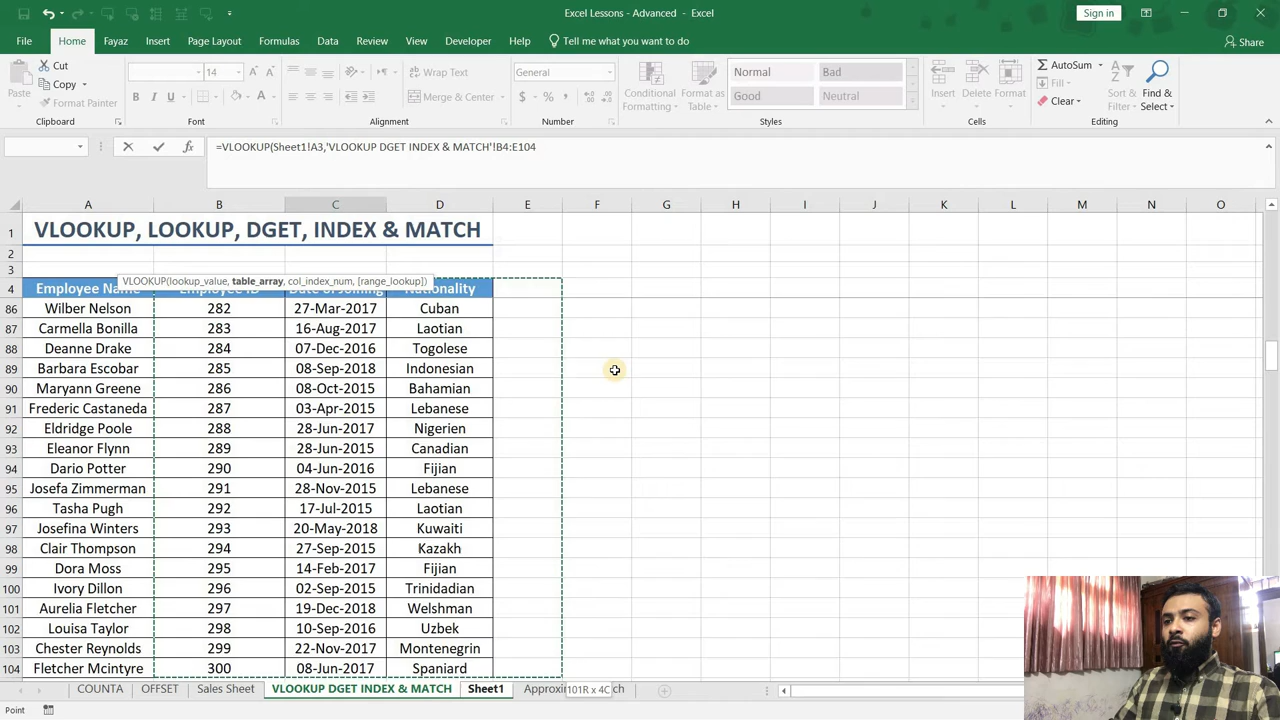 Excel Lessons - Advanced - Excel
Sign in
File Home Fayaz Insert Page Layout Formulas Data Review View Developer Help Tell me what you want to do Share
Paste Cut Copy Format Painter
14
B I U A
Wrap Text
Merge & Center
General
$ % ,
Conditional Formatting
Format as Table
Normal Bad
Good Neutral
Insert Delete Format
AutoSum Fill Clear
Sort & Filter
Find & Select
Clipboard Font Alignment Number Styles Cells Editing
=VLOOKUP(Sheet1!A3,'VLOOKUP DGET INDEX & MATCH'!B4:E104
A B C D E F G H I J K L M N O
1 VLOOKUP, LOOKUP, DGET, INDEX & MATCH
2
3
VLOOKUP(lookup_value, table_array, col_index_num, [range_lookup])
4 Employee Name Employee ID Date of Joining Nationality
86 Wilber Nelson 282 27-Mar-2017 Cuban
87 Carmella Bonilla 283 16-Aug-2017 Laotian
88 Deanne Drake 284 07-Dec-2016 Togolese
89 Barbara Escobar 285 08-Sep-2018 Indonesian
90 Maryann Greene 286 08-Oct-2015 Bahamian
91 Frederic Castaneda 287 03-Apr-2015 Lebanese
92 Eldridge Poole 288 28-Jun-2017 Nigerien
93 Eleanor Flynn 289 28-Jun-2015 Canadian
94 Dario Potter 290 04-Jun-2016 Fijian
95 Josefa Zimmerman 291 28-Nov-2015 Lebanese
96 Tasha Pugh 292 17-Jul-2015 Laotian
97 Josefina Winters 293 20-May-2018 Kuwaiti
98 Clair Thompson 294 27-Sep-2015 Kazakh
99 Dora Moss 295 14-Feb-2017 Fijian
100 Ivory Dillon 296 02-Sep-2015 Trinidadian
101 Aurelia Fletcher 297 19-Dec-2018 Welshman
102 Louisa Taylor 298 10-Sep-2016 Uzbek
103 Chester Reynolds 299 22-Nov-2017 Montenegrin
104 Fletcher Mcintyre 300 08-Jun-2017 Spaniard
COUNTA OFFSET Sales Sheet VLOOKUP DGET INDEX & MATCH Sheet1 101R x 4C
Point